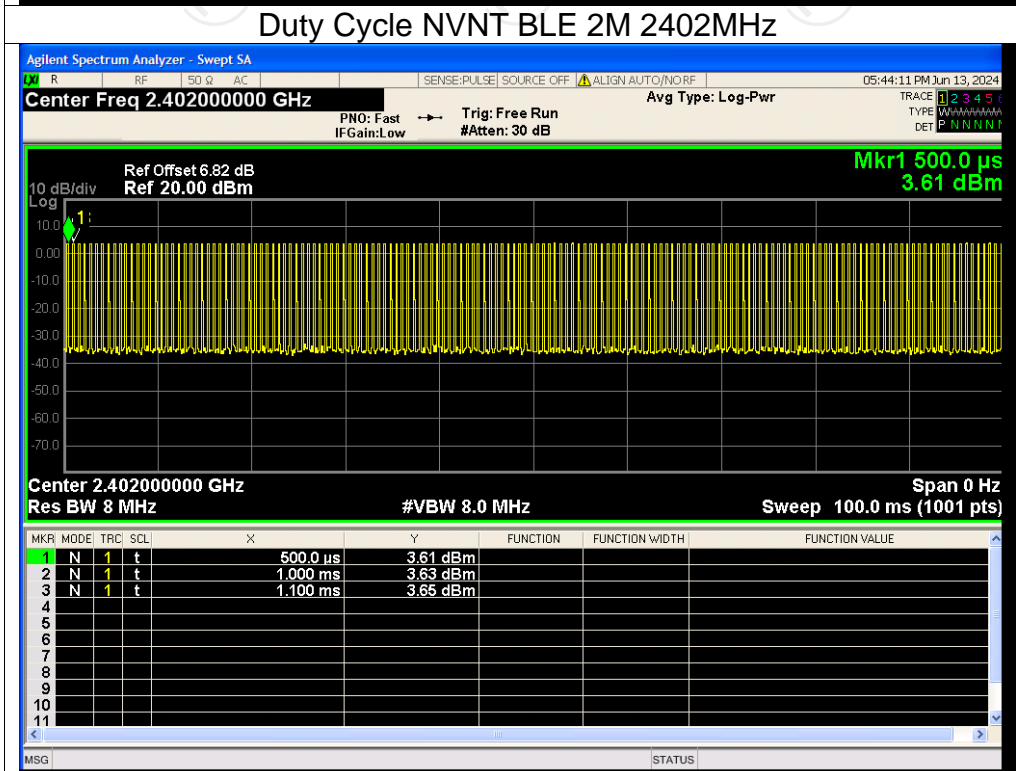 Duty Cycle NVNT BLE 2M 2402MHz
Agilent Spectrum Analyzer - Swept SA
LXI R RF 50 Ω AC SENSE:PULSE SOURCE OFF ALIGN AUTO/NO RF 05:44:11 PM Jun 13, 2024
Center Freq 2.402000000 GHz Avg Type: Log-Pwr TRACE 1 2 3 4 5 6
PNO: Fast Trig: Free Run TYPE
IFGain:Low #Atten: 30 dB DET P N N N N
Mkr1 500.0 µs
Ref Offset 6.82 dB
10 dB/div Ref 20.00 dBm 3.61 dBm
Log
1
10.0
0.00
-10.0
-20.0
-30.0
-40.0
-50.0
-60.0
-70.0
Center 2.402000000 GHz Span 0 Hz
Res BW 8 MHz #VBW 8.0 MHz Sweep 100.0 ms (1001 pts)
MKR MODE TRC SCL X Y FUNCTION FUNCTION WIDTH FUNCTION VALUE
1 N 1 t 500.0 µs 3.61 dBm
2 N 1 t 1.000 ms 3.63 dBm
3 N 1 t 1.100 ms 3.65 dBm
4
5
6
7
8
9
10
11
MSG STATUS